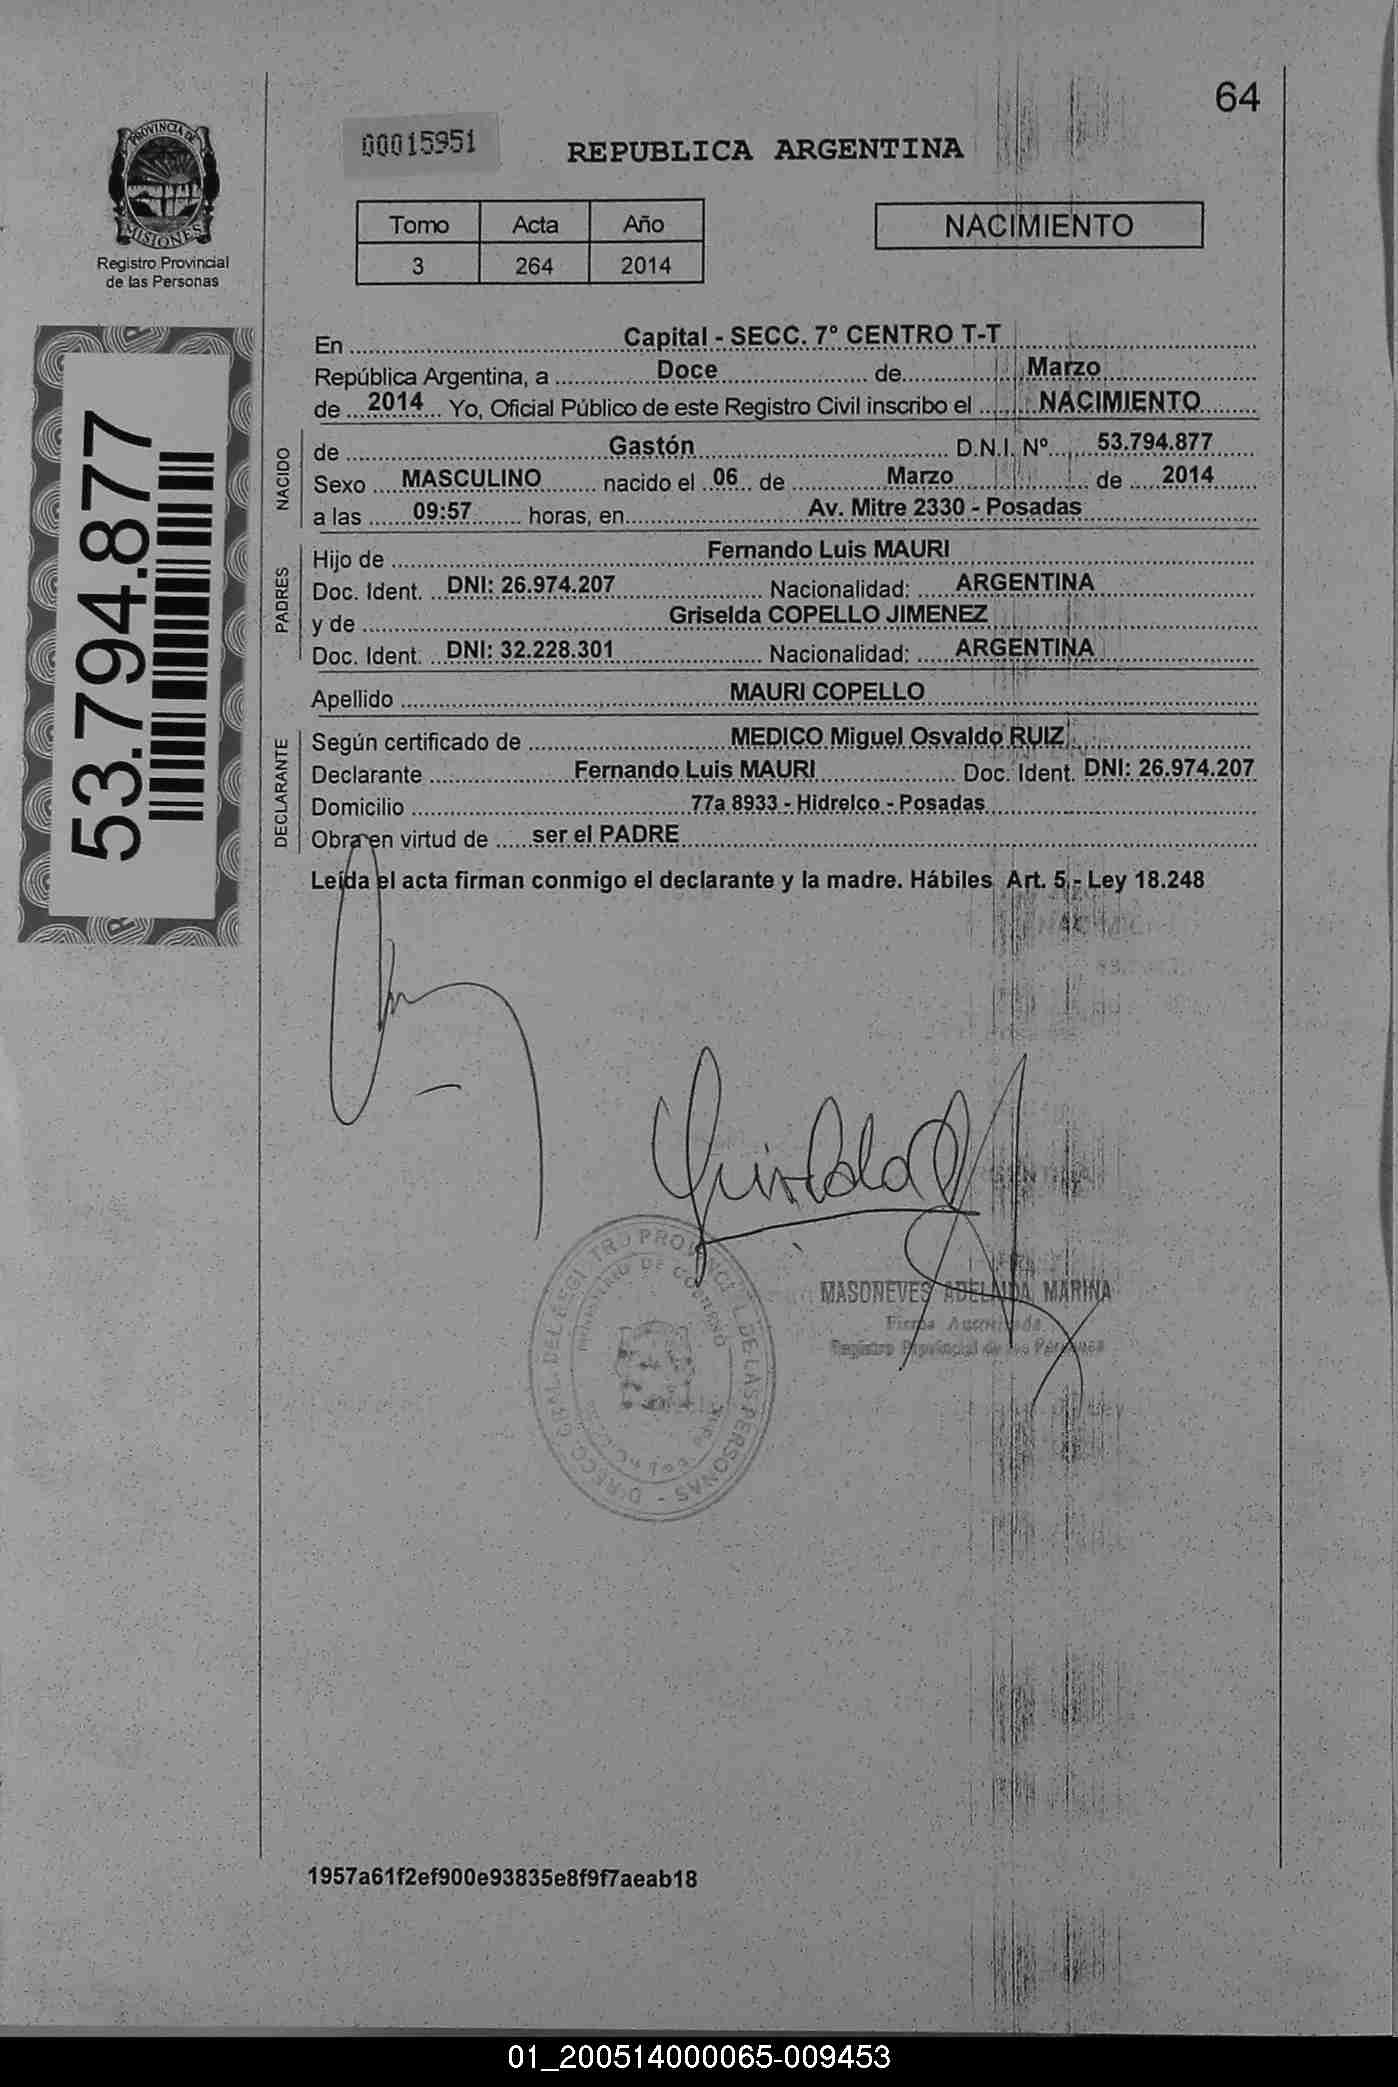 64
PROVINCIA DE
MISIONES
Registro Provincial
de las Personas
00015951
REPUBLICA ARGENTINA
Tomo Acta Año
3 264 2014
NACIMIENTO
53.794.877
En Capital - SECC. 7° CENTRO T-T
República Argentina, a Doce de Marzo
de 2014 Yo, Oficial Público de este Registro Civil inscribo el NACIMIENTO
NACIDO
de Gastón D.N.I. Nº 53.794.877
Sexo MASCULINO nacido el 06 de Marzo de 2014
a las 09:57 horas, en Av. Mitre 2330 - Posadas
PADRES
Hijo de Fernando Luis MAURI
Doc. Ident. DNI: 26.974.207 Nacionalidad: ARGENTINA
y de Griselda COPELLO JIMENEZ
Doc. Ident. DNI: 32.228.301 Nacionalidad: ARGENTINA
Apellido MAURI COPELLO
DECLARANTE
Según certificado de MEDICO Miguel Osvaldo RUIZ
Declarante Fernando Luis MAURI Doc. Ident. DNI: 26.974.207
Domicilio 77a 8933 - Hidrelco - Posadas
Obra en virtud de ser el PADRE
Leída el acta firman conmigo el declarante y la madre. Hábiles Art. 5 - Ley 18.248
Griselda
MASDNEVES ADELAIDA MARINA
Firma Autorizada
Registro Provincial de las Personas
1957a61f2ef900e93835e8f9f7aeab18
01_200514000065-009453